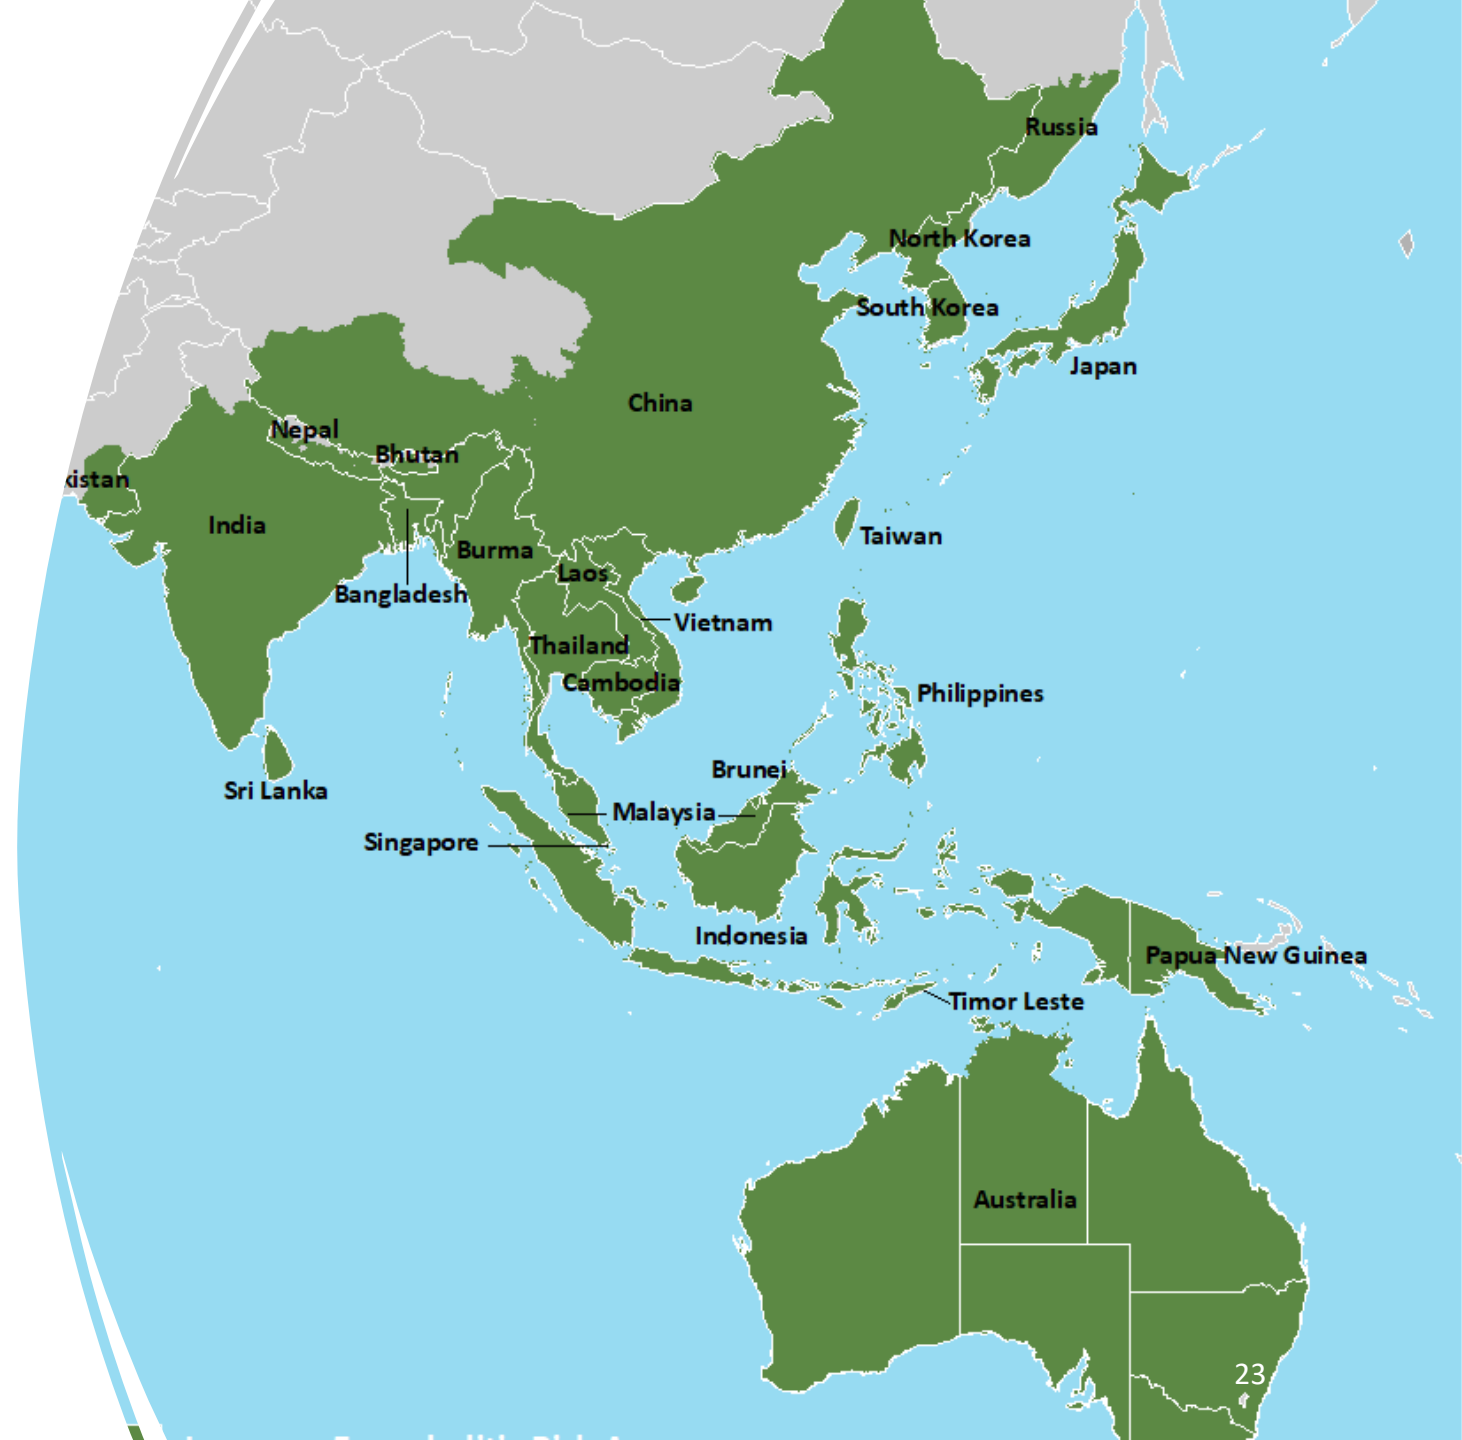 Russia
North Korea
South Korea
Japan
China
Nepal
Bhutan
kistan
India
Taiwan
Burma
Laos
Bangladesh
Vietnam
Thailand
Cambodia
Philippines
Brunei
Sri Lanka
Malaysia
Singapore
Indonesia
Papua New Guinea
Timor Leste
Australia
23